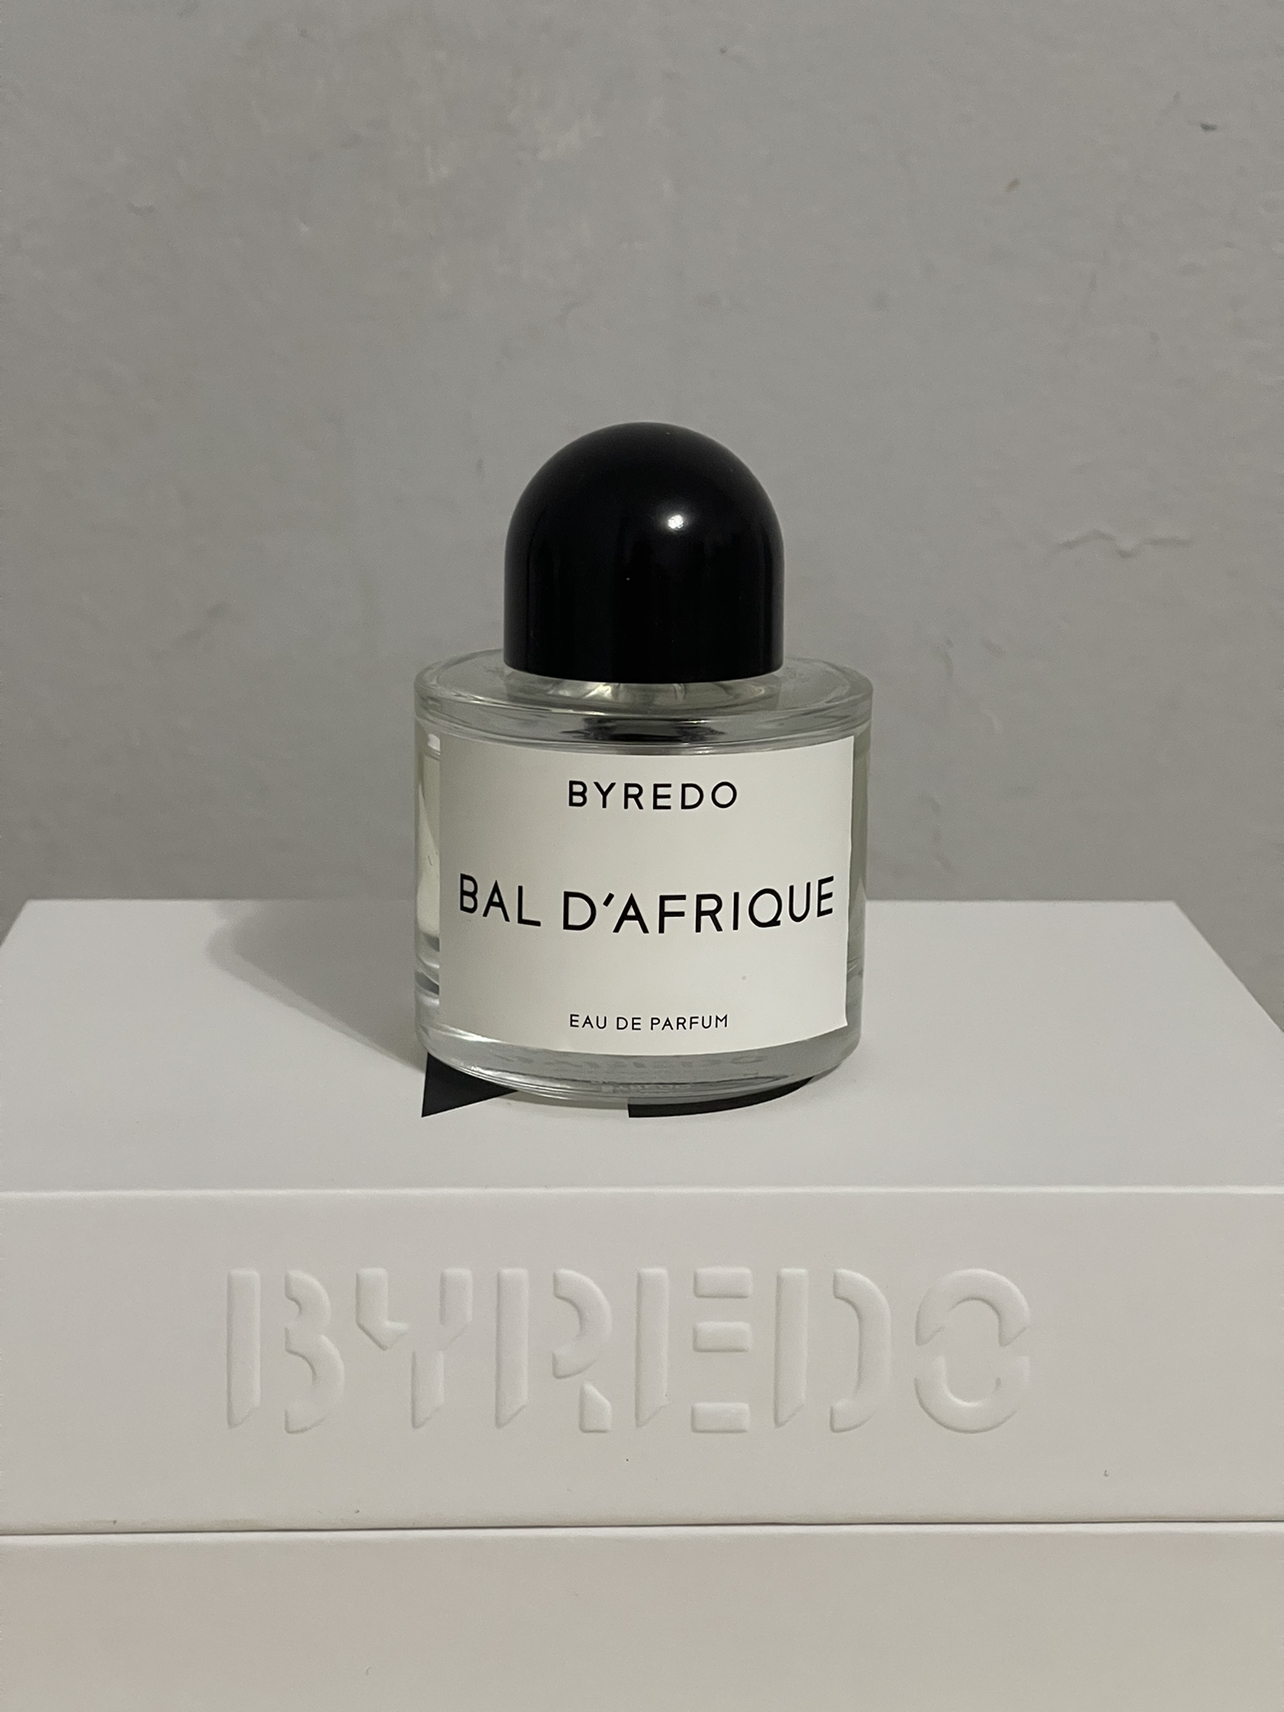 BYREDO
BAL D'AFRIQUE
EAU DE PARFUM
BYREDO